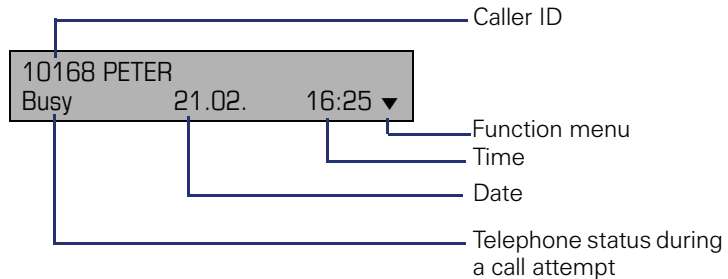 Caller ID
10168 PETER
Busy 21.02. 16:25 ▼
Function menu
Time
Date
Telephone status during
a call attempt